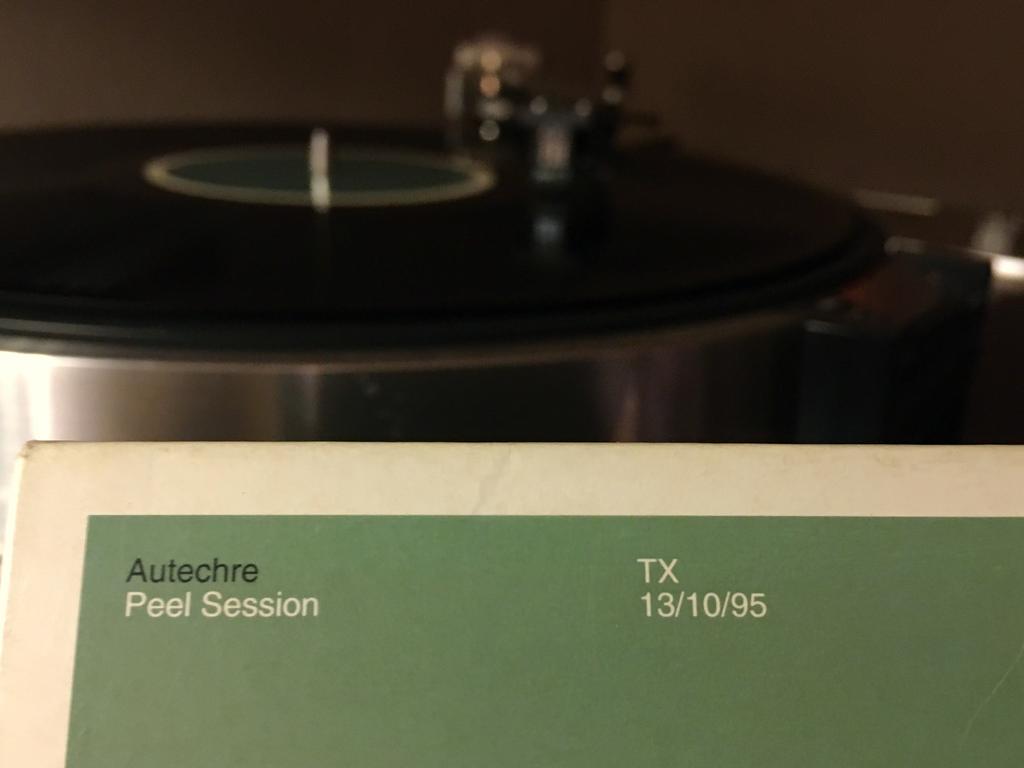 Autechre
Peel Session
TX
13/10/95